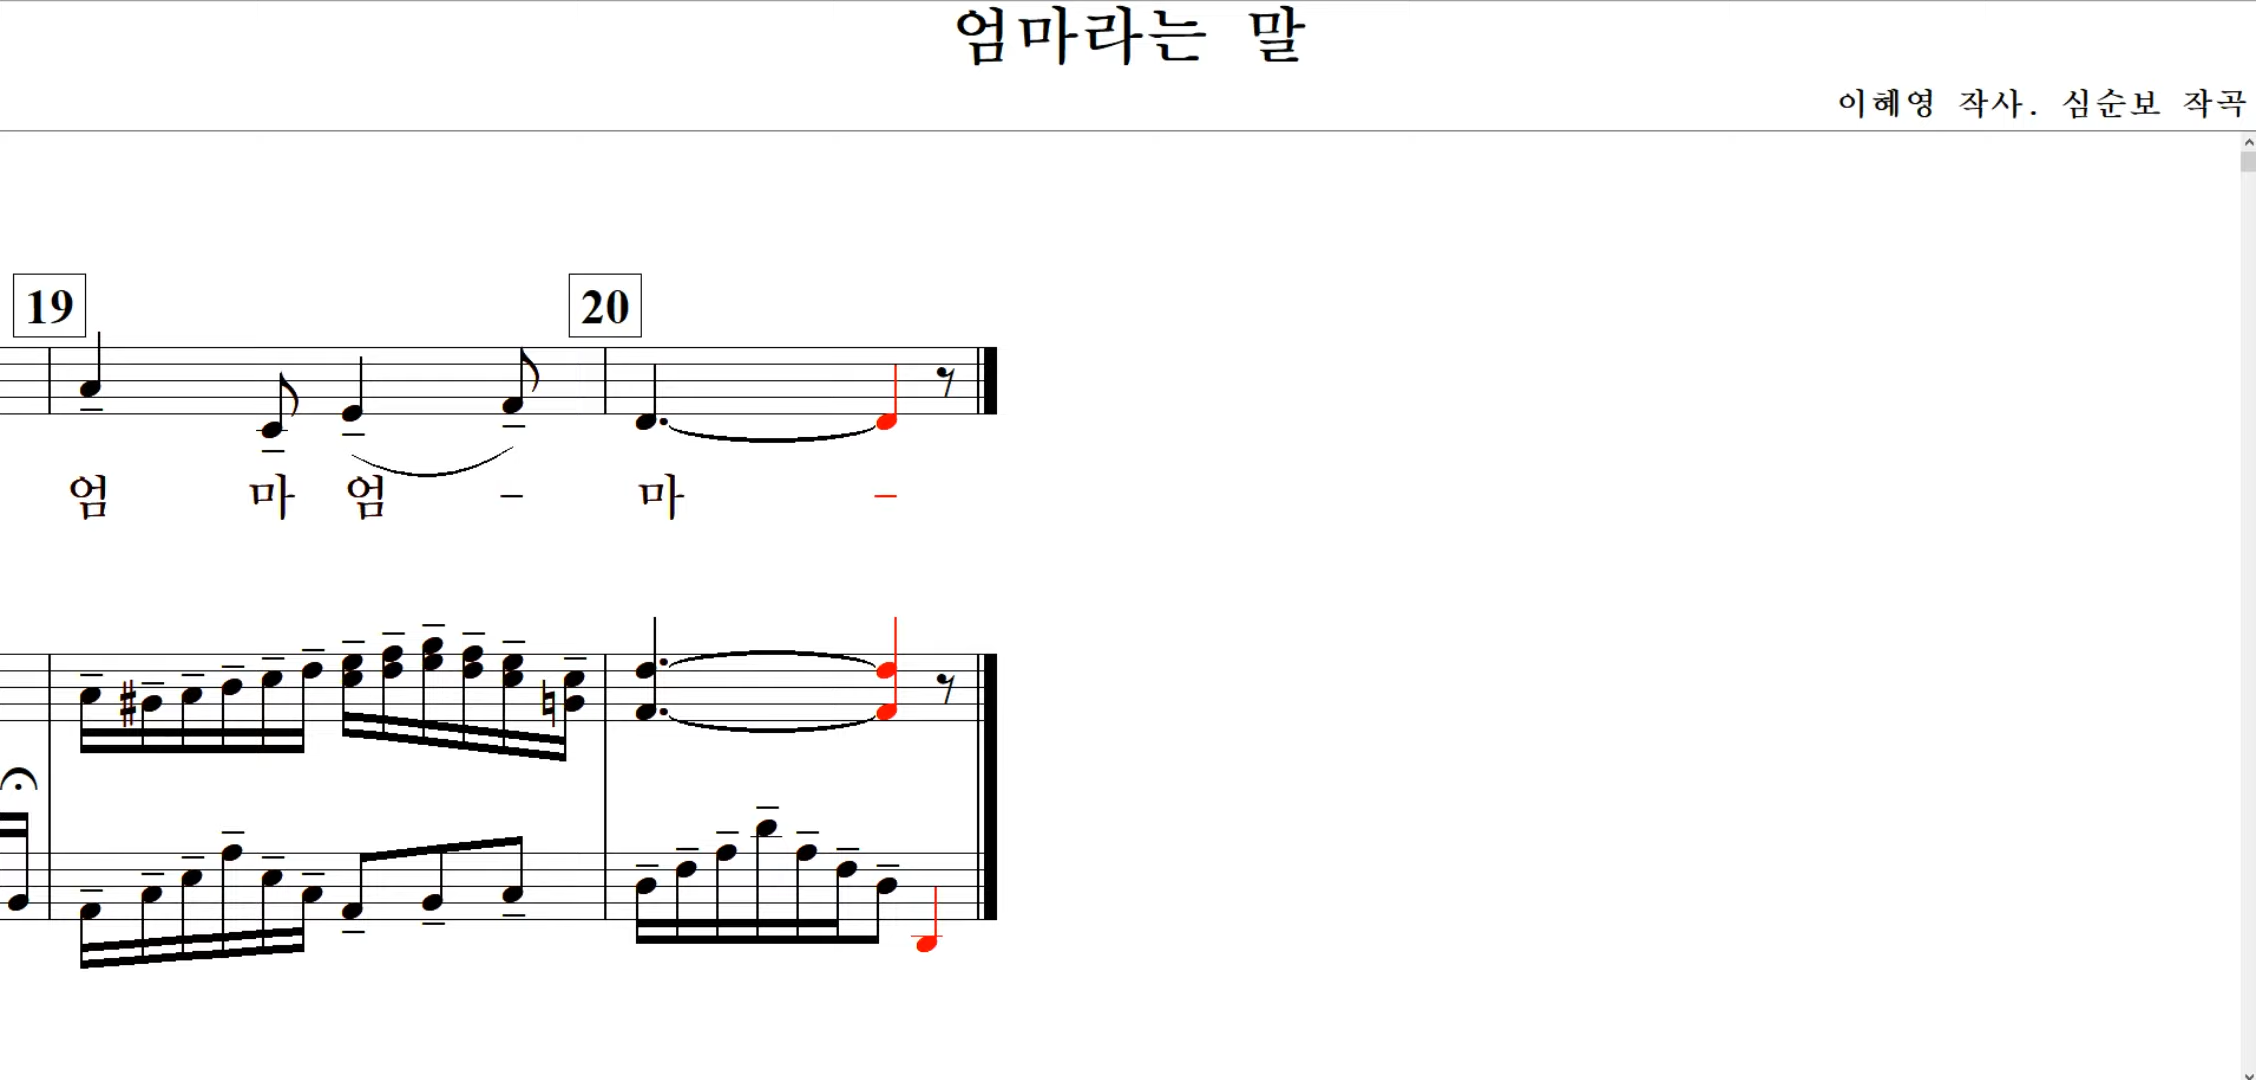 엄마라는 말
이혜영 작사. 심순보 작곡
19 20
엄 마 엄 - 마 -